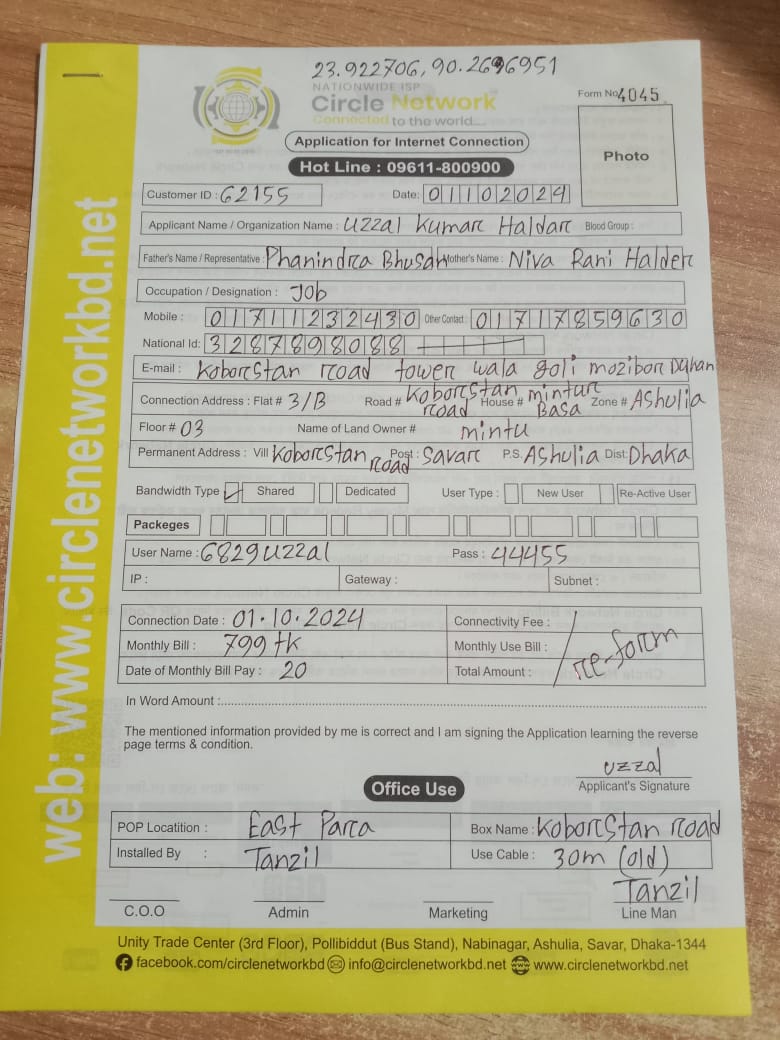 23.922706, 90.2696951
NATIONWIDE ISP
Circle Network
Connected to the world....
Form No 4045
Photo
Application for Internet Connection
Hot Line : 09611-800900
Customer ID : 62155 Date: 01102024
Applicant Name / Organization Name : Uzzal Kumar Haldar Blood Group :
Father's Name / Representative : Phanindra Bhusan Mother's Name : Niva Rani Halder
Occupation / Designation : Job
Mobile : 01711232430 Other Contact : 01717859630
National Id: 3287898088
E-mail : Koborstan road tower wala goli mozibor Dukan
Connection Address : Flat # 3/B Road # Koborstan road House # mintur Basa Zone # Ashulia
Floor # 03 Name of Land Owner # mintu
Permanent Address : Vill Koborstan road Post : Savar P.S. Ashulia Dist: Dhaka
Bandwidth Type Shared Dedicated User Type : New User Re-Active User
Packeges
User Name : 6829uzzal Pass : 44455
IP : Gateway : Subnet :
Connection Date : 01.10.2024 Connectivity Fee :
Monthly Bill : 799 tk Monthly Use Bill : re-form
Date of Monthly Bill Pay : 20 Total Amount :
In Word Amount :
The mentioned information provided by me is correct and I am signing the Application learning the reverse
page terms & condition.
uzzal
Applicant's Signature
Office Use
POP Locatition : East Para Box Name : Koborstan road
Installed By : Tanzil Use Cable : 30m (old)
Tanzil
C.O.O Admin Marketing Line Man
Unity Trade Center (3rd Floor), Pollibiddut (Bus Stand), Nabinagar, Ashulia, Savar, Dhaka-1344
facebook.com/circlenetworkbd info@circlenetworkbd.net www.circlenetworkbd.net
web: www.circlenetworkbd.net